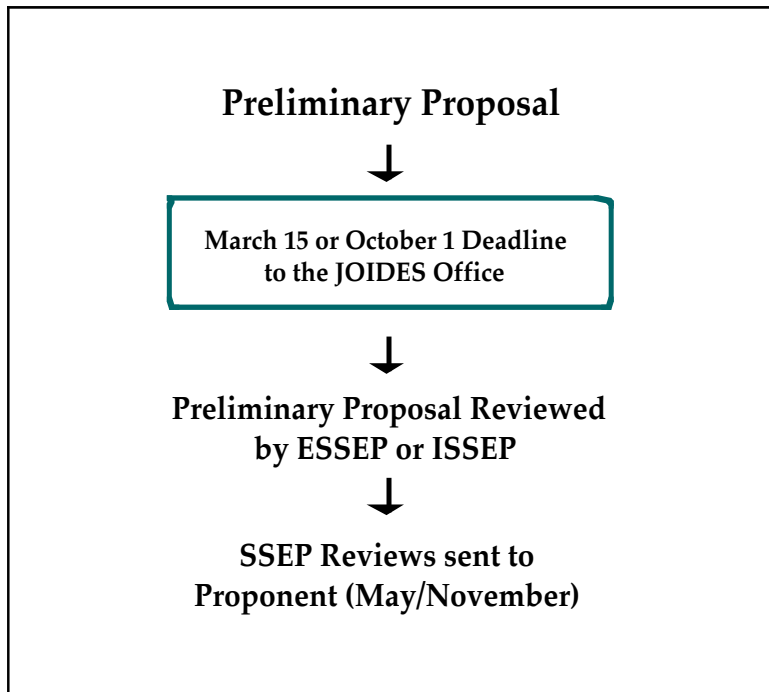 Preliminary Proposal
March 15 or October 1 Deadline
to the JOIDES Office
Preliminary Proposal Reviewed
by ESSEP or ISSEP
SSEP Reviews sent to
Proponent (May/November)